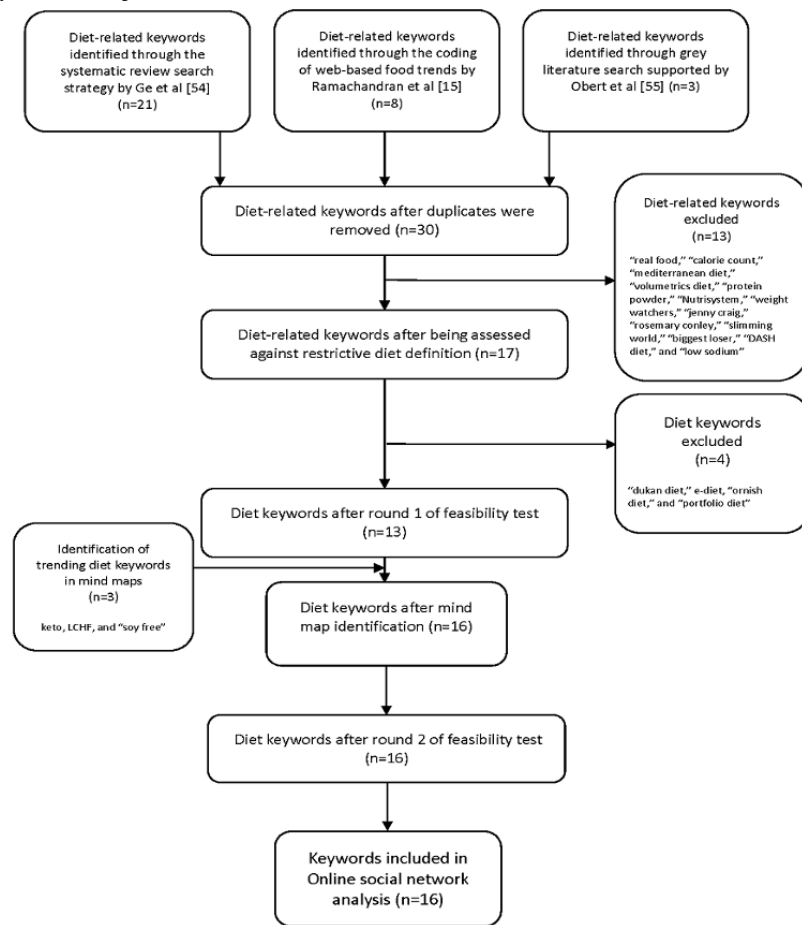 Diet-related keywords
identified through the
systematic review search
strategy by Ge et al [54]
(n=21)
Diet-related keywords
identified through the coding
of web-based food trends by
Ramachandran et al [15]
(n=8)
Diet-related keywords
identified through grey
literature search supported by
Obert et al [55] (n=3)
Diet-related keywords after duplicates were
removed (n=30)
Diet-related keywords
excluded
(n=13)
"real food," "calorie count,"
"mediterranean diet,"
"volumetrics diet," "protein
powder," "Nutrisystem," "weight
watchers," "jenny craig,"
"rosemary conley," "slimming
world," "biggest loser," "DASH
diet," and "low sodium"
Diet-related keywords after being assessed
against restrictive diet definition (n=17)
Diet keywords
excluded
(n=4)
"dukan diet," e-diet, "ornish
diet," and "portfolio diet"
Diet keywords after round 1 of feasibility test
(n=13)
Identification of
trending diet keywords
in mind maps
(n=3)
keto, LCHF, and "soy free"
Diet keywords after mind
map identification (n=16)
Diet keywords after round 2 of feasibility test
(n=16)
Keywords included in
Online social network
analysis (n=16)